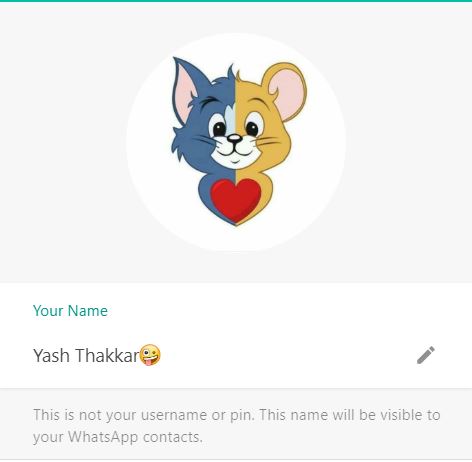 Your Name
Yash Thakkar🤪
This is not your username or pin. This name will be visible to
your WhatsApp contacts.